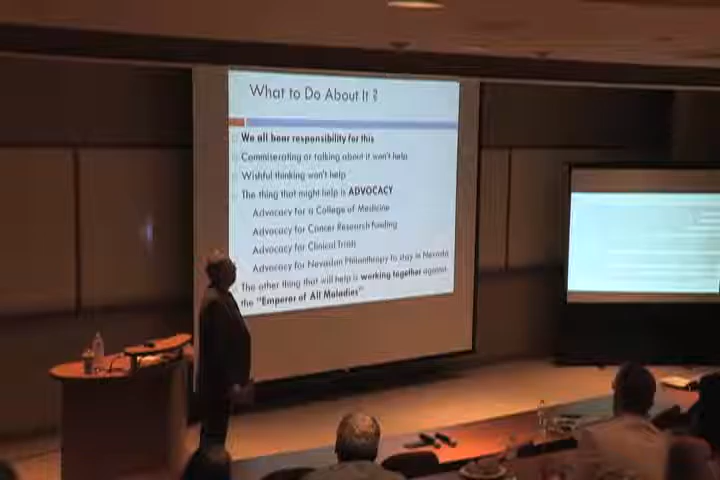 What to Do About It ?
We all bear responsibility for this
Commiserating or talking about it won't help
Wishful thinking won't help
The thing that might help is ADVOCACY
Advocacy for a College of Medicine
Advocacy for Cancer Research Funding
Advocacy for Clinical Trials
Advocacy for Nevadan Philanthropy to stay in Nevada
The other thing that will help is working together against
the "Emperor of All Maladies"